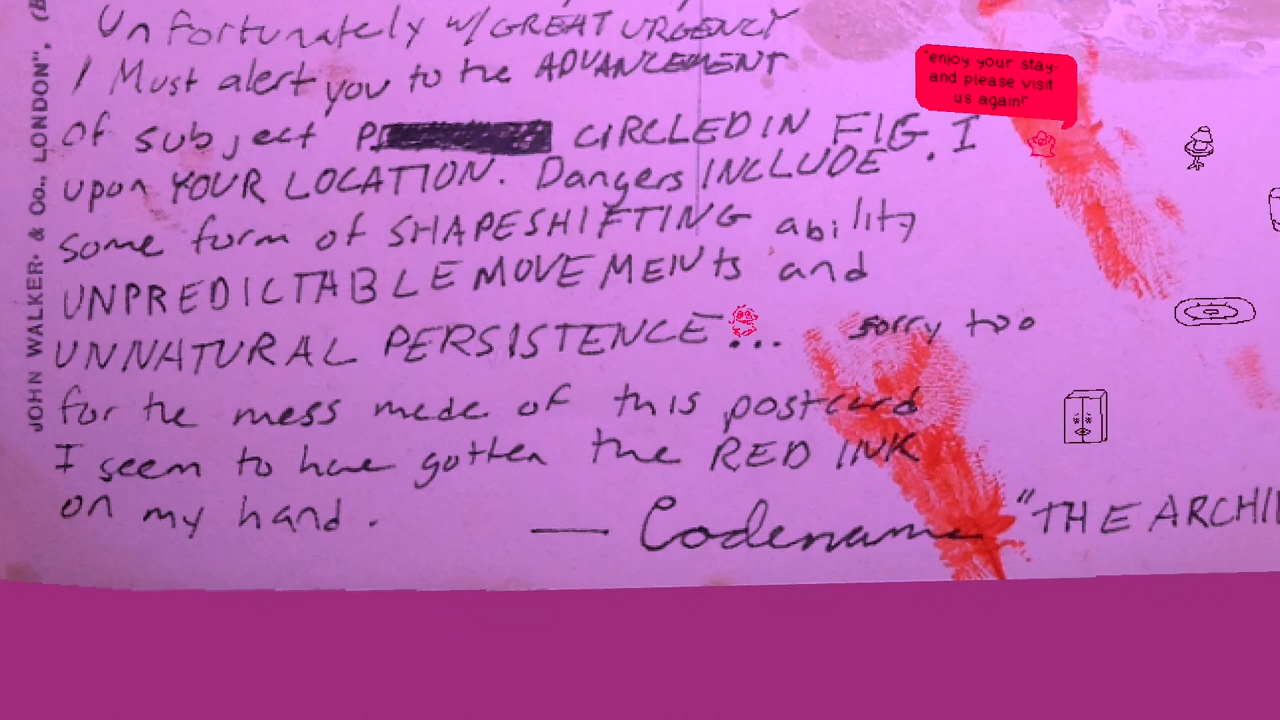 Unfortunately w/ GREAT URGENCY
I Must alert you to the ADVANCEMENT
of subject P CIRCLED IN FIG. I
upon YOUR LOCATION. Dangers INCLUDE
some form of SHAPESHIFTING ability
UNPREDICTABLE MOVEMENts and
UNNATURAL PERSISTENCE... sorry too
for the mess made of this postcard
I seem to have gotten the RED INK
on my hand.
— Codename "THE ARCHI
"enjoy your stay-
and please visit
us again!"
JOHN WALKER & Co., LONDON",